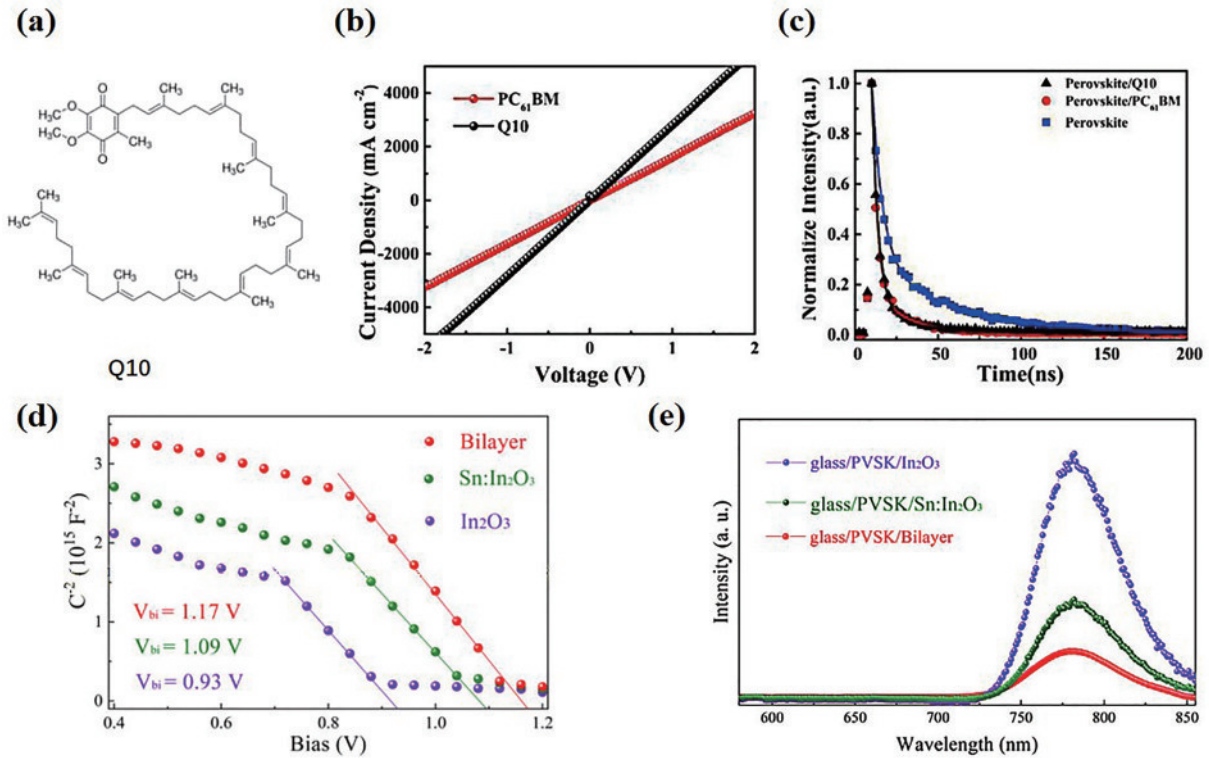 (a)
O
CH₃
CH₃
H₃CO
H₃CO
CH₃
O
CH₃
CH₃
CH₃
H₃C
CH₃
H₃C
CH₃
CH₃
CH₃
CH₃
CH₃
Q10
(b)
PC₆₁BM
Q10
Current Density (mA cm⁻²)
4000
2000
0
-2000
-4000
-2
-1
0
1
2
Voltage (V)
(c)
Perovskite/Q10
Perovskite/PC₆₁BM
Perovskite
Normalize Intensity(a.u.)
1.0
0.8
0.6
0.4
0.2
0.0
0
50
100
150
200
Time(ns)
(d)
Bilayer
Sn:In₂O₃
In₂O₃
C⁻² (10¹⁵ F⁻²)
3
2
1
0
Vbi = 1.17 V
Vbi = 1.09 V
Vbi = 0.93 V
0.4
0.6
0.8
1.0
1.2
Bias (V)
(e)
glass/PVSK/In₂O₃
glass/PVSK/Sn:In₂O₃
glass/PVSK/Bilayer
Intensity (a. u.)
600
650
700
750
800
850
Wavelength (nm)